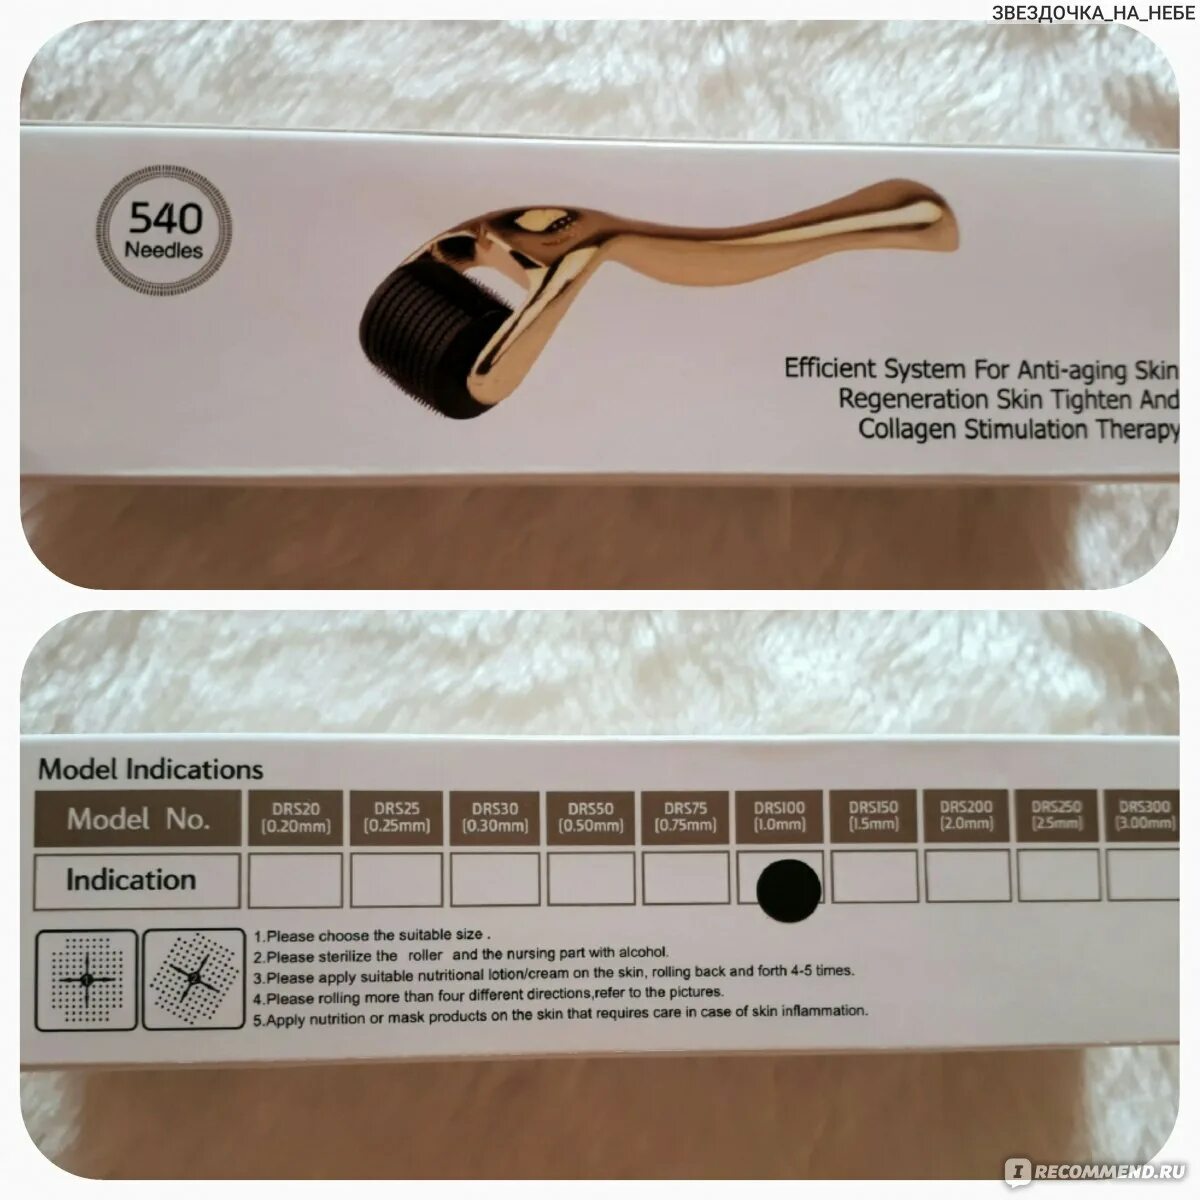 ЗВЕЗДОЧКА_НА_НЕБЕ
540
Needles
Efficient System For Anti-aging Skin
Regeneration Skin Tighten And
Collagen Stimulation Therapy
Model Indications
Model No. DRS20 DRS25 DRS30 DRS50 DRS75 DRS100 DRS150 DRS200 DRS250 DRS300
(0.20mm) (0.25mm) (0.30mm) (0.50mm) (0.75mm) (1.0mm) (1.5mm) (2.0mm) (2.5mm) (3.00mm)
Indication
1 2
1.Please choose the suitable size .
2.Please sterilize the roller and the nursing part with alcohol.
3.Please apply suitable nutritional lotion/cream on the skin, rolling back and forth 4-5 times.
4.Please rolling more than four different directions,refer to the pictures.
5.Apply nutrition or mask products on the skin that requires care in case of skin inflammation.
I RECOMMEND.RU